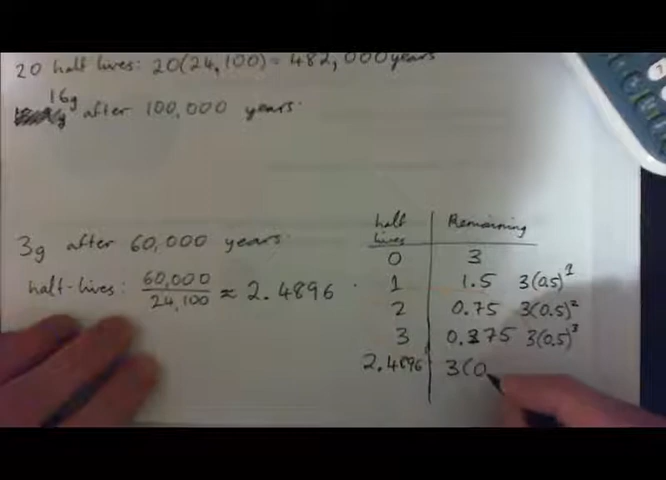 20 half lives: 20(24,100) = 482,000 years
16g
g after 100,000 years.
3g after 60,000 years.
half-lives: 60,000/24,100 ≈ 2.4896
half lives | Remaining
0 | 3
1 | 1.5 3(0.5)^1
2 | 0.75 3(0.5)^2
3 | 0.375 3(0.5)^3
2.4896 | 3(0